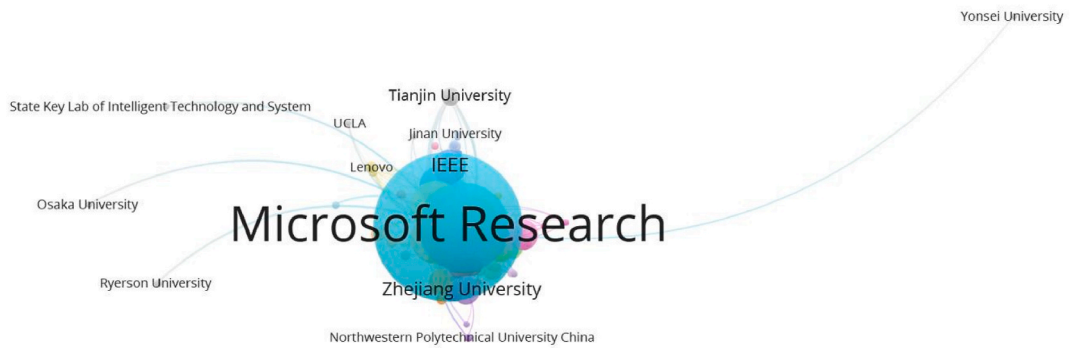 Yonsei University
Tianjin University
State Key Lab of Intelligent Technology and System
UCLA
Jinan University
Lenovo
IEEE
Osaka University
Microsoft Research
Ryerson University
Zhejiang University
Northwestern Polytechnical University China